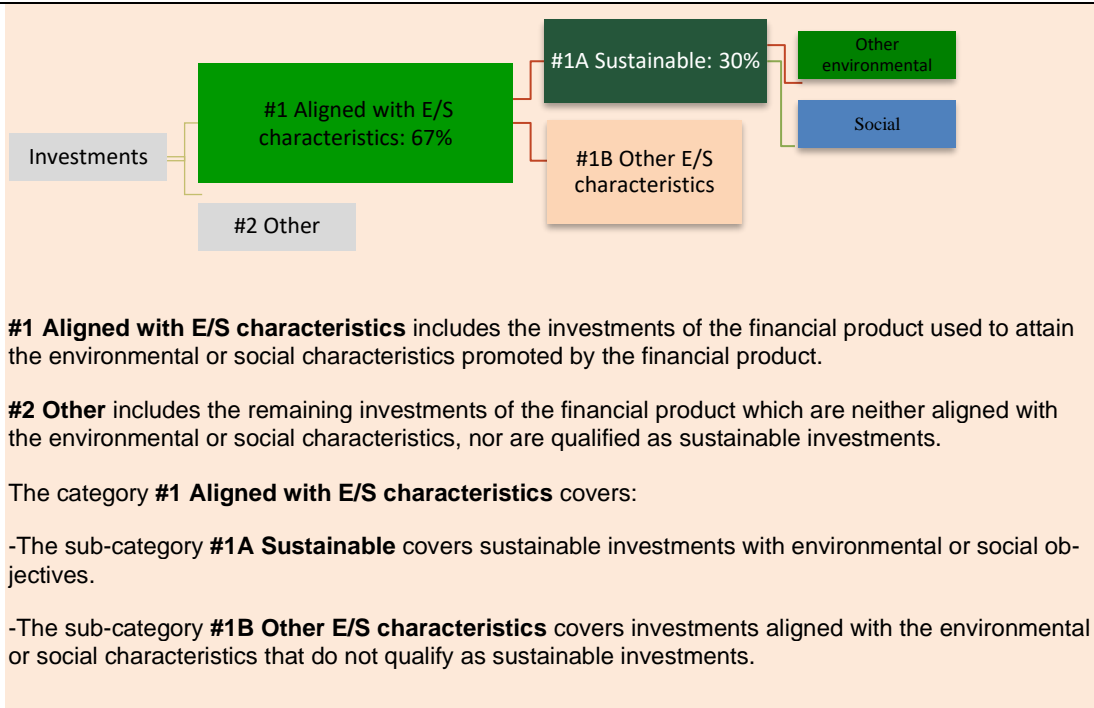 Investments
#1 Aligned with E/S
characteristics: 67%
#2 Other
#1A Sustainable: 30%
#1B Other E/S
characteristics
Other
environmental
Social
#1 Aligned with E/S characteristics includes the investments of the financial product used to attain
the environmental or social characteristics promoted by the financial product.
#2 Other includes the remaining investments of the financial product which are neither aligned with
the environmental or social characteristics, nor are qualified as sustainable investments.
The category #1 Aligned with E/S characteristics covers:
-The sub-category #1A Sustainable covers sustainable investments with environmental or social ob-
jectives.
-The sub-category #1B Other E/S characteristics covers investments aligned with the environmental
or social characteristics that do not qualify as sustainable investments.